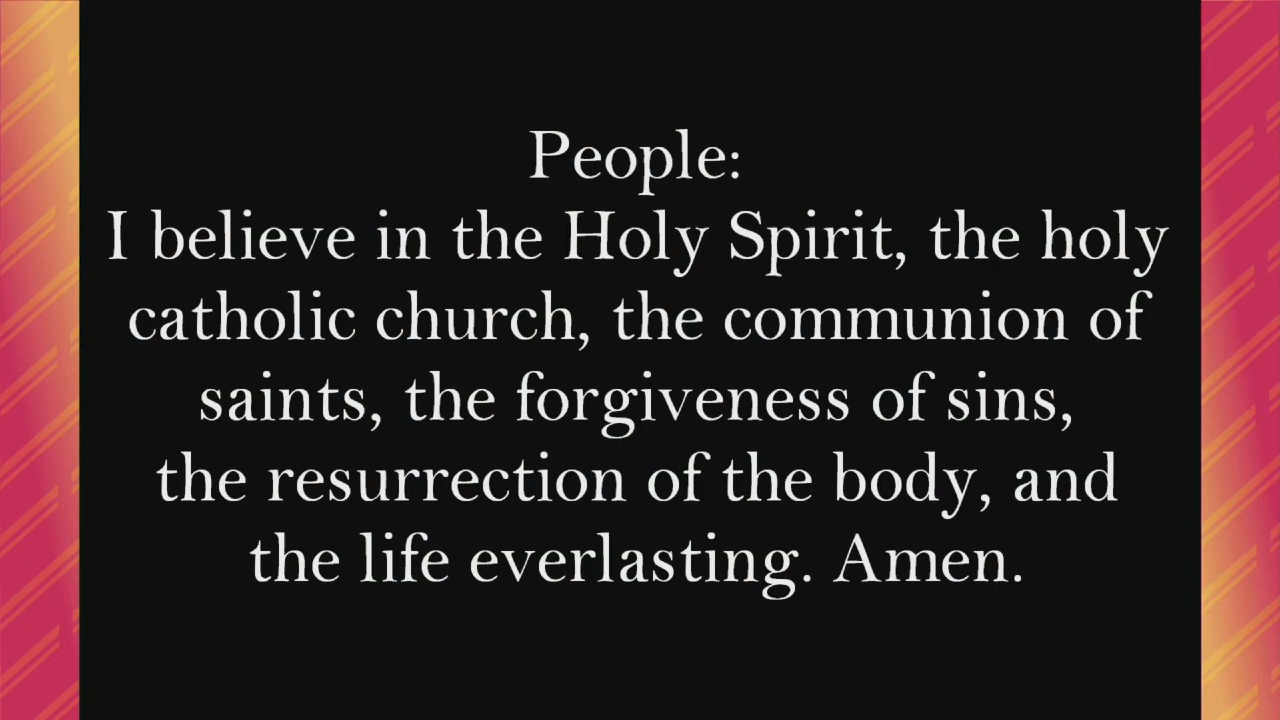 People:
I believe in the Holy Spirit, the holy
catholic church, the communion of
saints, the forgiveness of sins,
the resurrection of the body, and
the life everlasting. Amen.